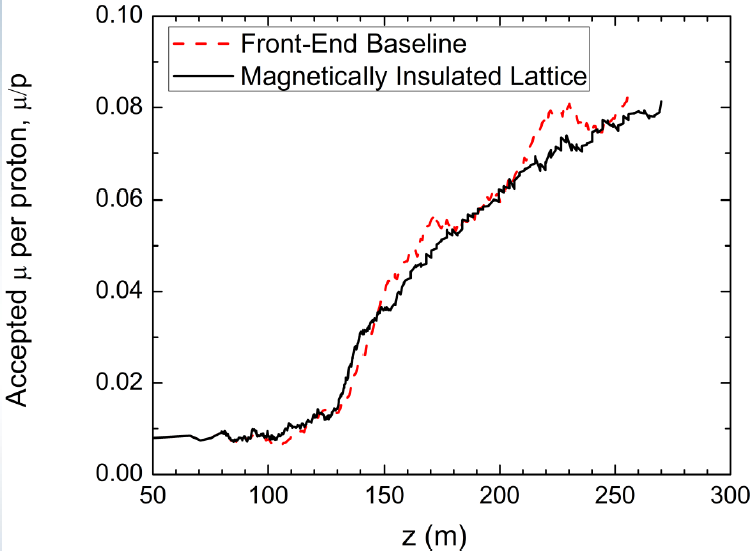 0.10
0.08
0.06
0.04
0.02
0.00
Accepted μ per proton, μ/p
Front-End Baseline
Magnetically Insulated Lattice
50 100 150 200 250 300
z (m)